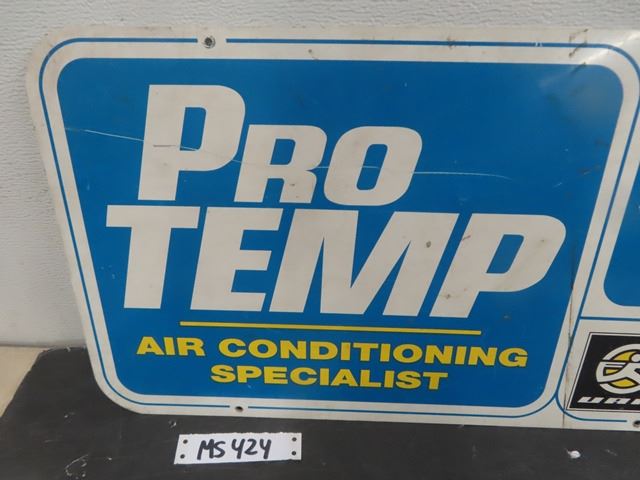 PRO
TEMP
AIR CONDITIONING
SPECIALIST
MS 424